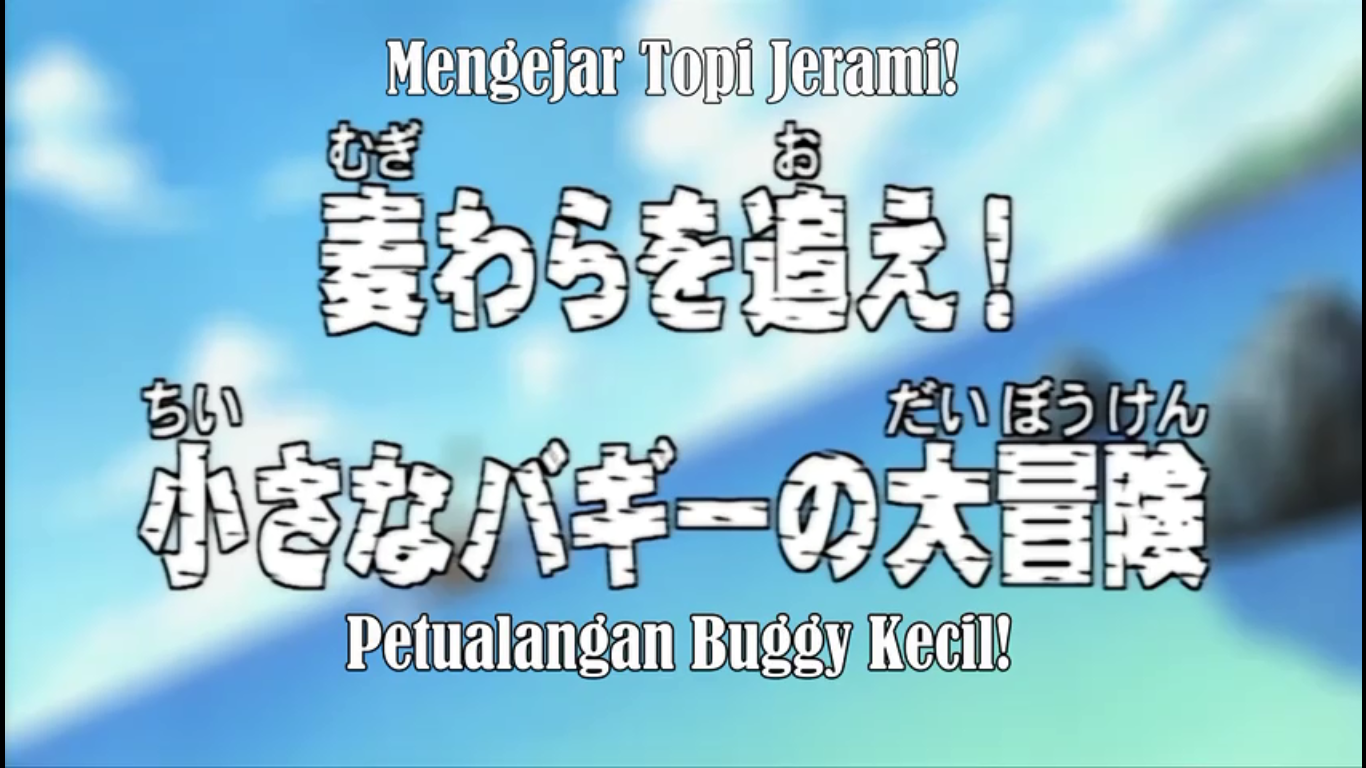 Mengejar Topi Jerami!
むぎ お
麦わらを追え!
ちい だいぼうけん
小さなバギーの大冒険
Petualangan Buggy Kecil!